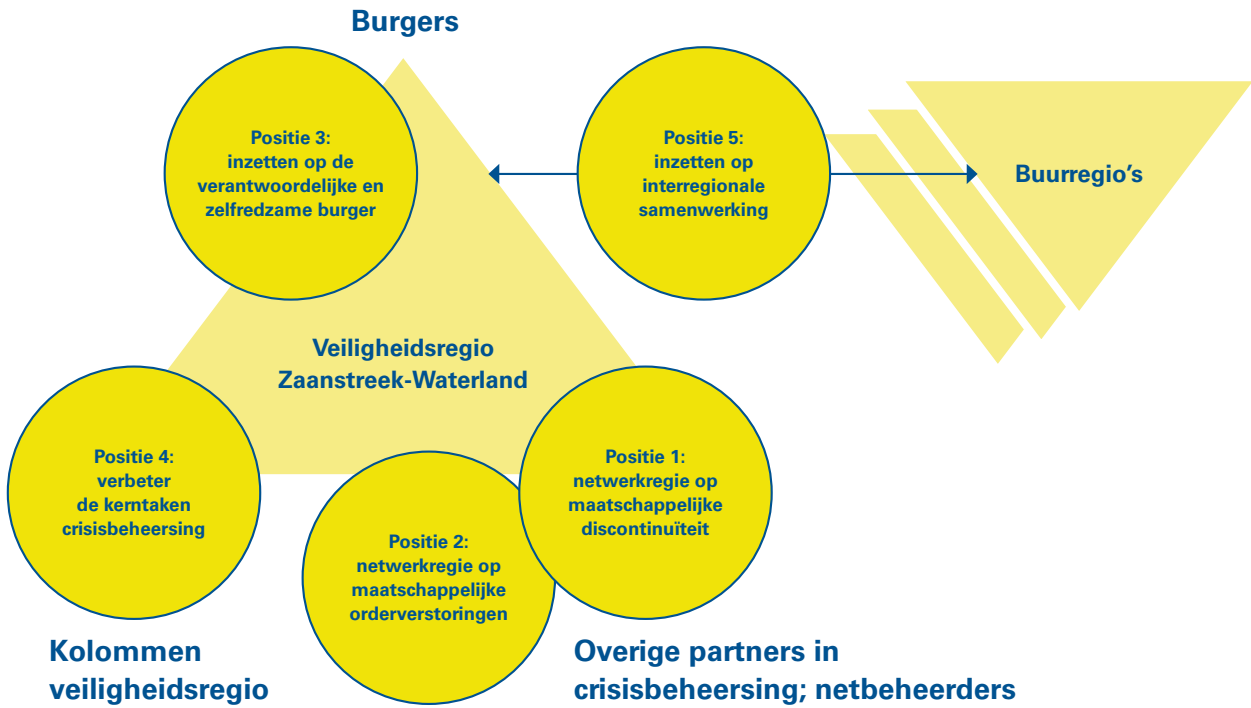 Burgers
Positie 3:
inzetten op de
verantwoordelijke en
zelfredzame burger
Positie 5:
inzetten op
interregionale
samenwerking
Buurregio's
Veiligheidsregio
Zaanstreek-Waterland
Positie 4:
verbeter
de kerntaken
crisisbeheersing
Positie 2:
netwerkregie op
maatschappelijke
orderverstoringen
Positie 1:
netwerkregie op
maatschappelijke
discontinuïteit
Kolommen
veiligheidsregio
Overige partners in
crisisbeheersing; netbeheerders